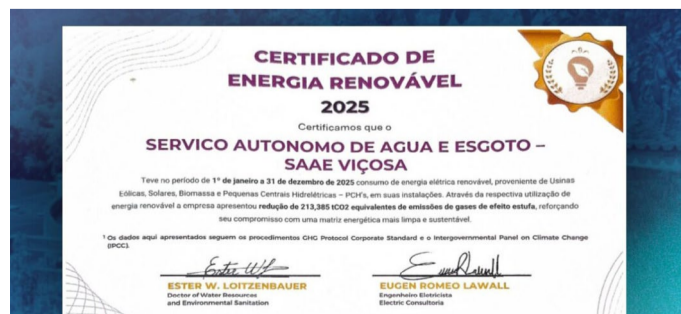 CERTIFICADO DE
ENERGIA RENOVÁVEL
2025
Certificamos que o
SERVICO AUTONOMO DE AGUA E ESGOTO –
SAAE VIÇOSA
Teve no período de 1º de janeiro a 31 de dezembro de 2025 consumo de energia elétrica renovável, proveniente de Usinas
Eólicas, Solares, Biomassa e Pequenas Centrais Hidrelétricas – PCH's, em suas instalações. Através da respectiva utilização de
energia renovável a empresa apresentou redução de 213,385 tCO2 equivalentes de emissões de gases de efeito estufa, reforçando
seu compromisso com uma matriz energética mais limpa e sustentável.
¹ Os dados aqui apresentados seguem os procedimentos GHG Protocol Corporate Standard e o Intergovernmental Panel on Climate Change
(IPCC).
ESTER W. LOITZENBAUER
Doctor of Water Resources
and Environmental Sanitation
EUGEN ROMEO LAWALL
Engenheiro Eletricista
Electric Consultoria